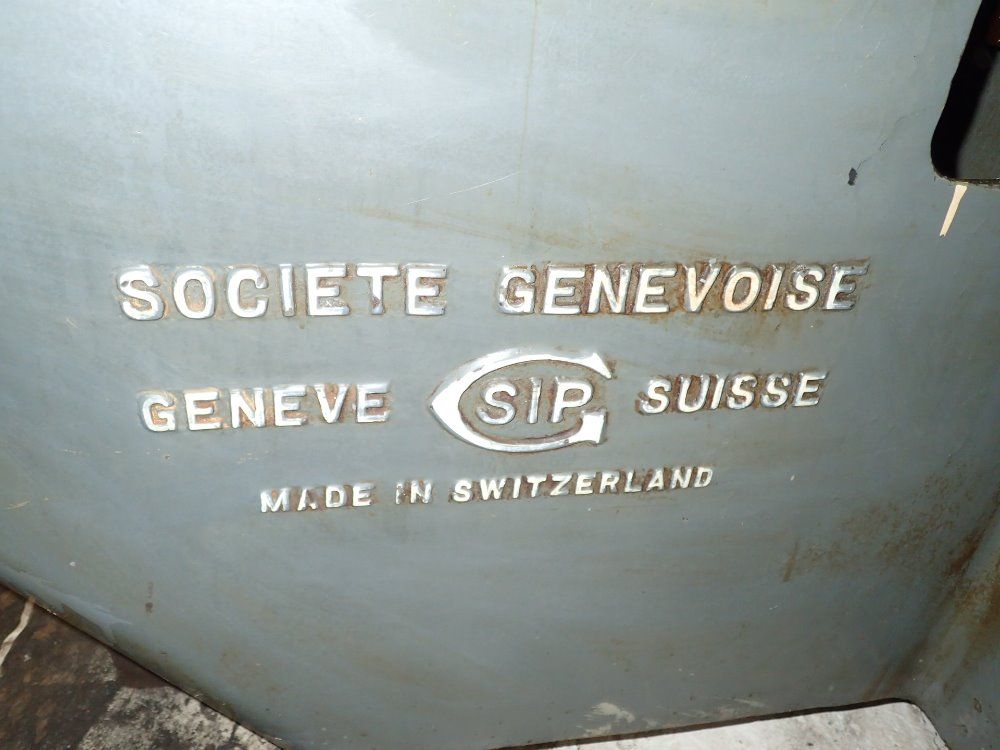 SOCIETE GENEVOISE
GENEVE SIP SUISSE
MADE IN SWITZERLAND